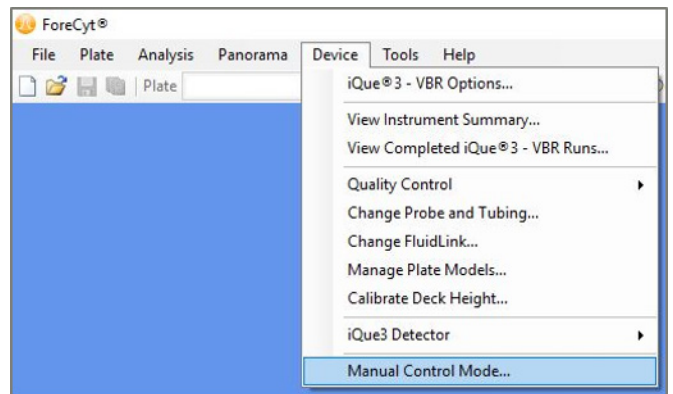 ForeCyt®
File Plate Analysis Panorama Device Tools Help
Plate
iQue®3 - VBR Options...
View Instrument Summary...
View Completed iQue®3 - VBR Runs...
Quality Control
Change Probe and Tubing...
Change FluidLink...
Manage Plate Models...
Calibrate Deck Height...
iQue3 Detector
Manual Control Mode...